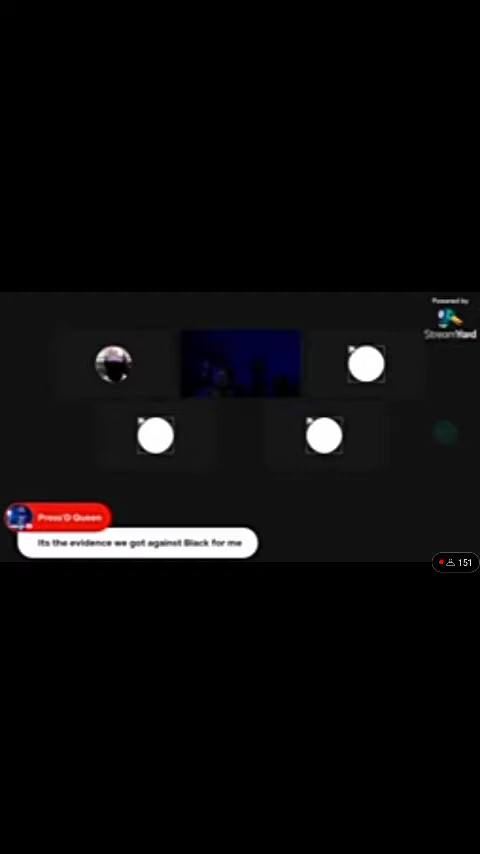 Powered by
StreamYard
Press'D Queen
Its the evidence we got against Black for me
151